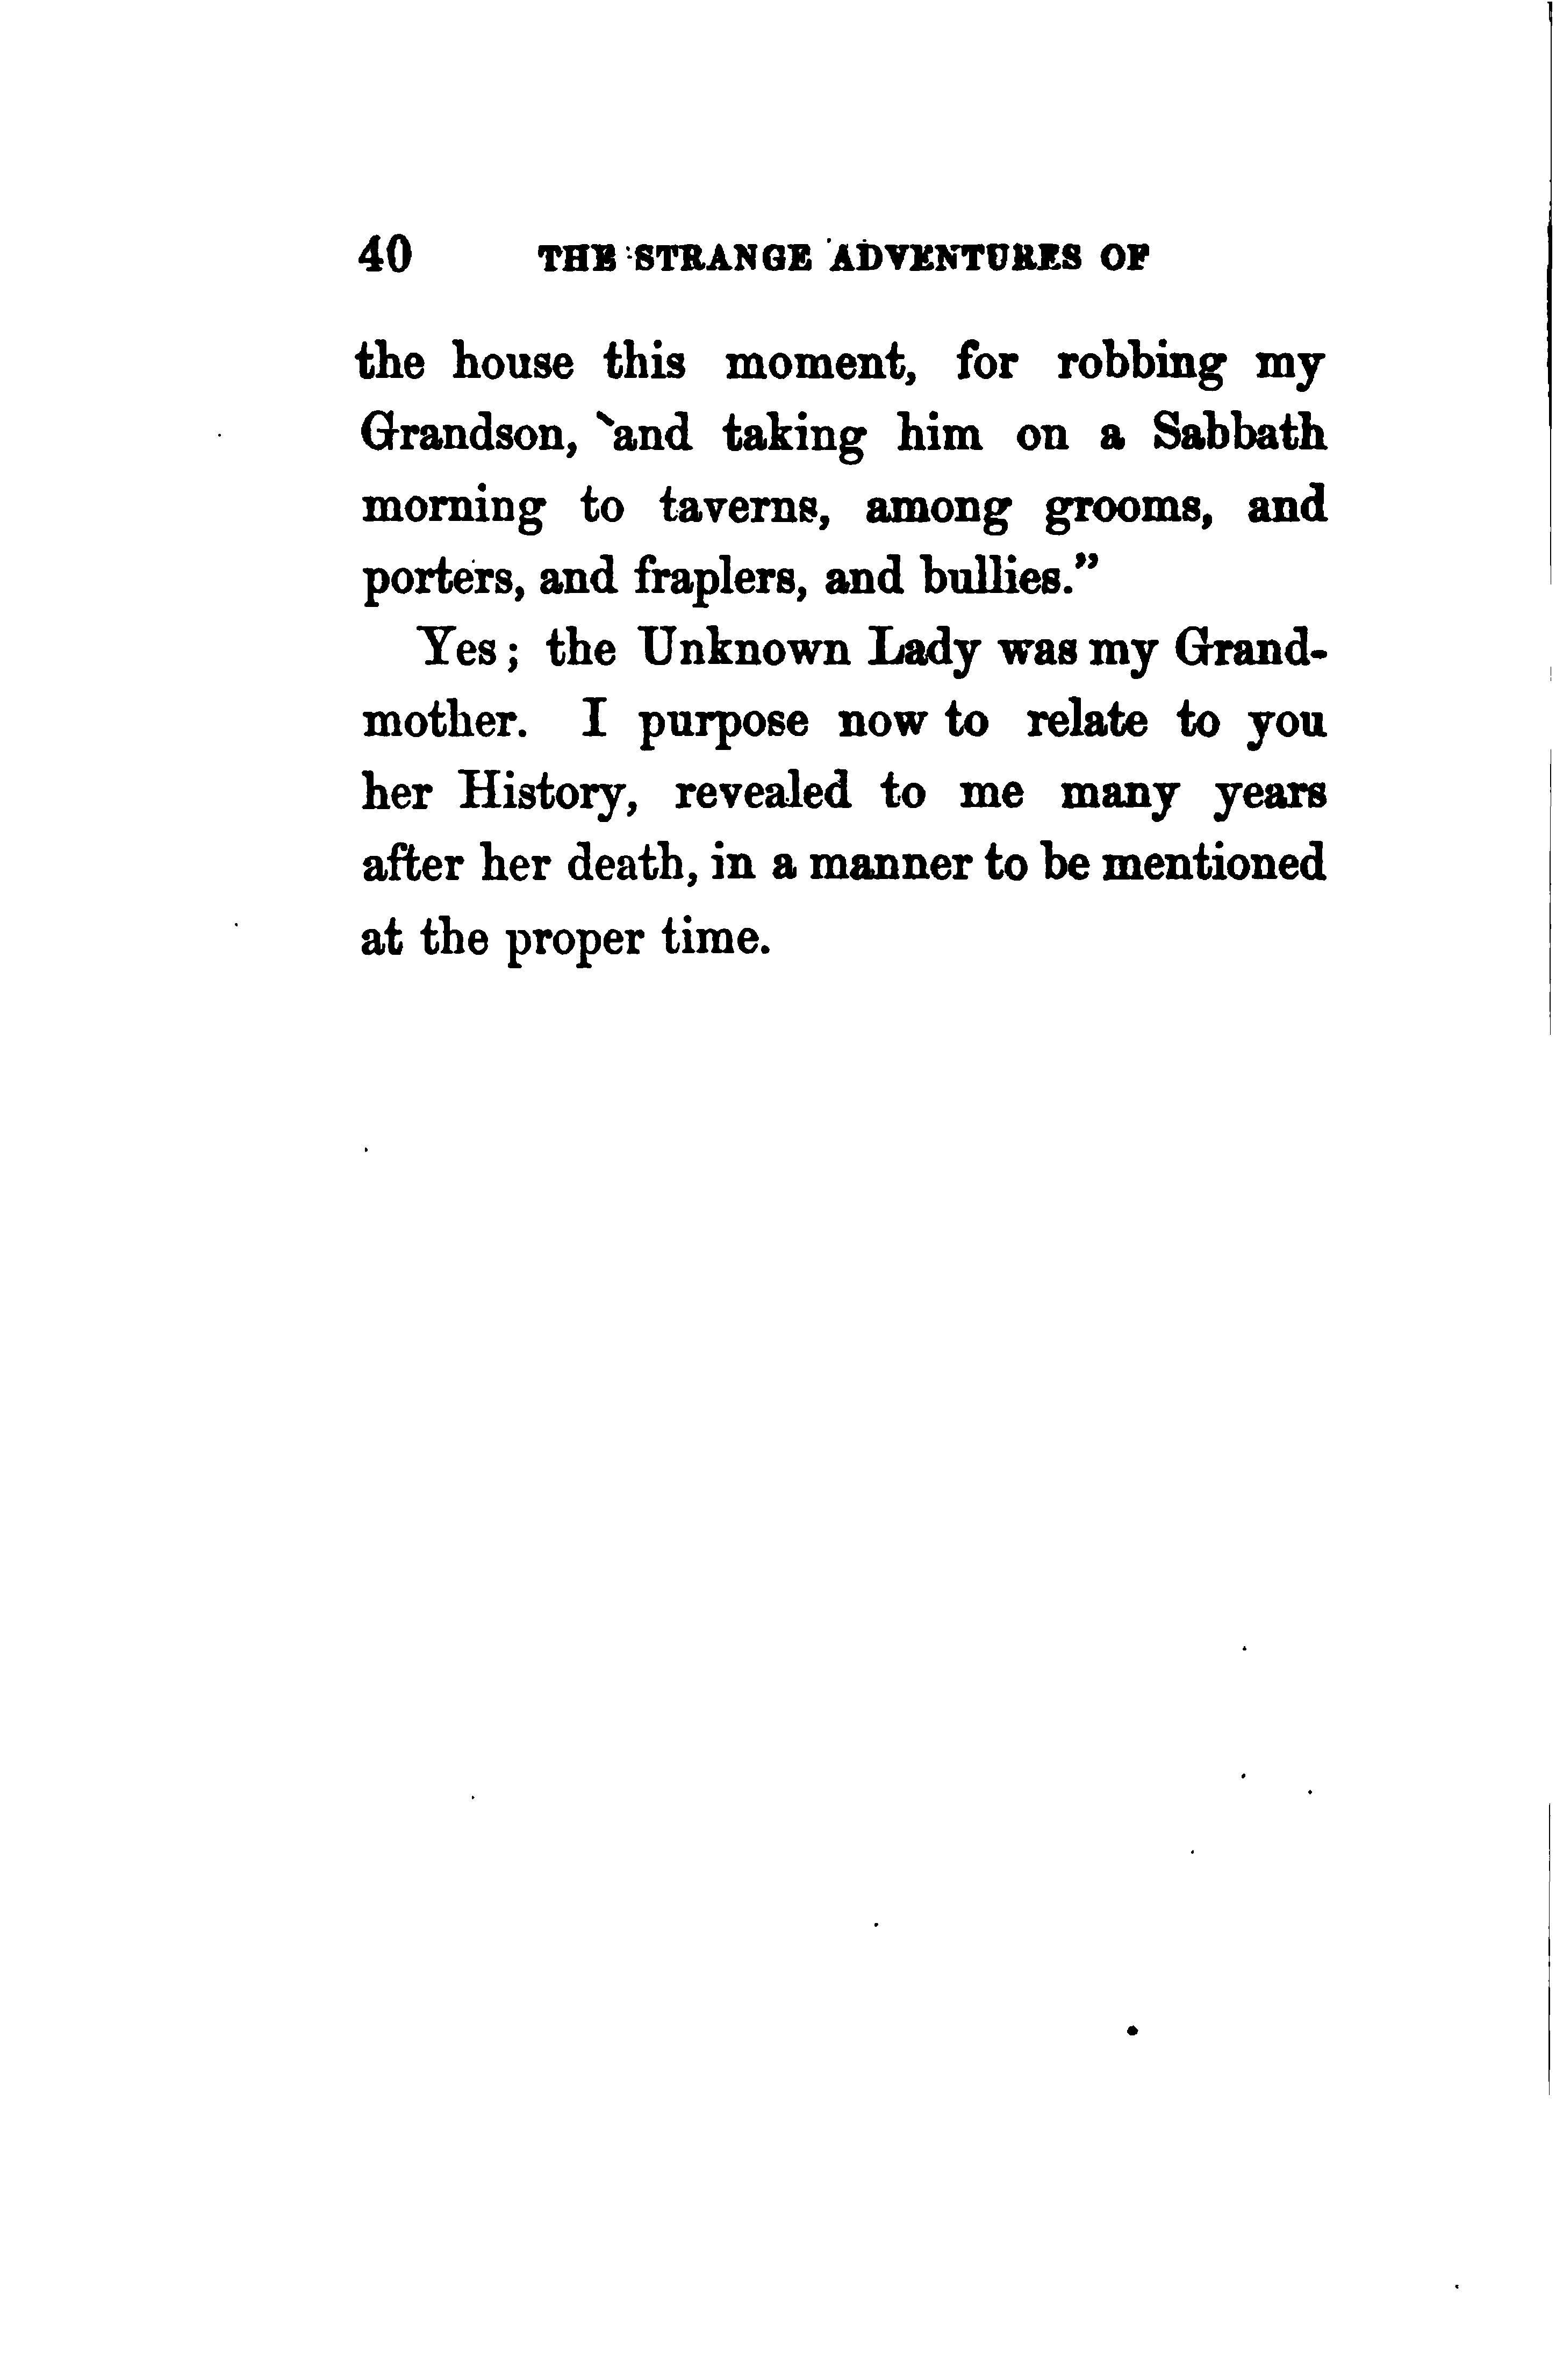 40 THE STRANGE ADVENTURES OF
the house this moment, for robbing my
Grandson, and taking him on a Sabbath
morning to taverns, among grooms, and
porters, and fraplers, and bullies.”
Yes; the Unknown Lady was my Grand-
mother. I purpose now to relate to you
her History, revealed to me many years
after her death, in a manner to be mentioned
at the proper time.